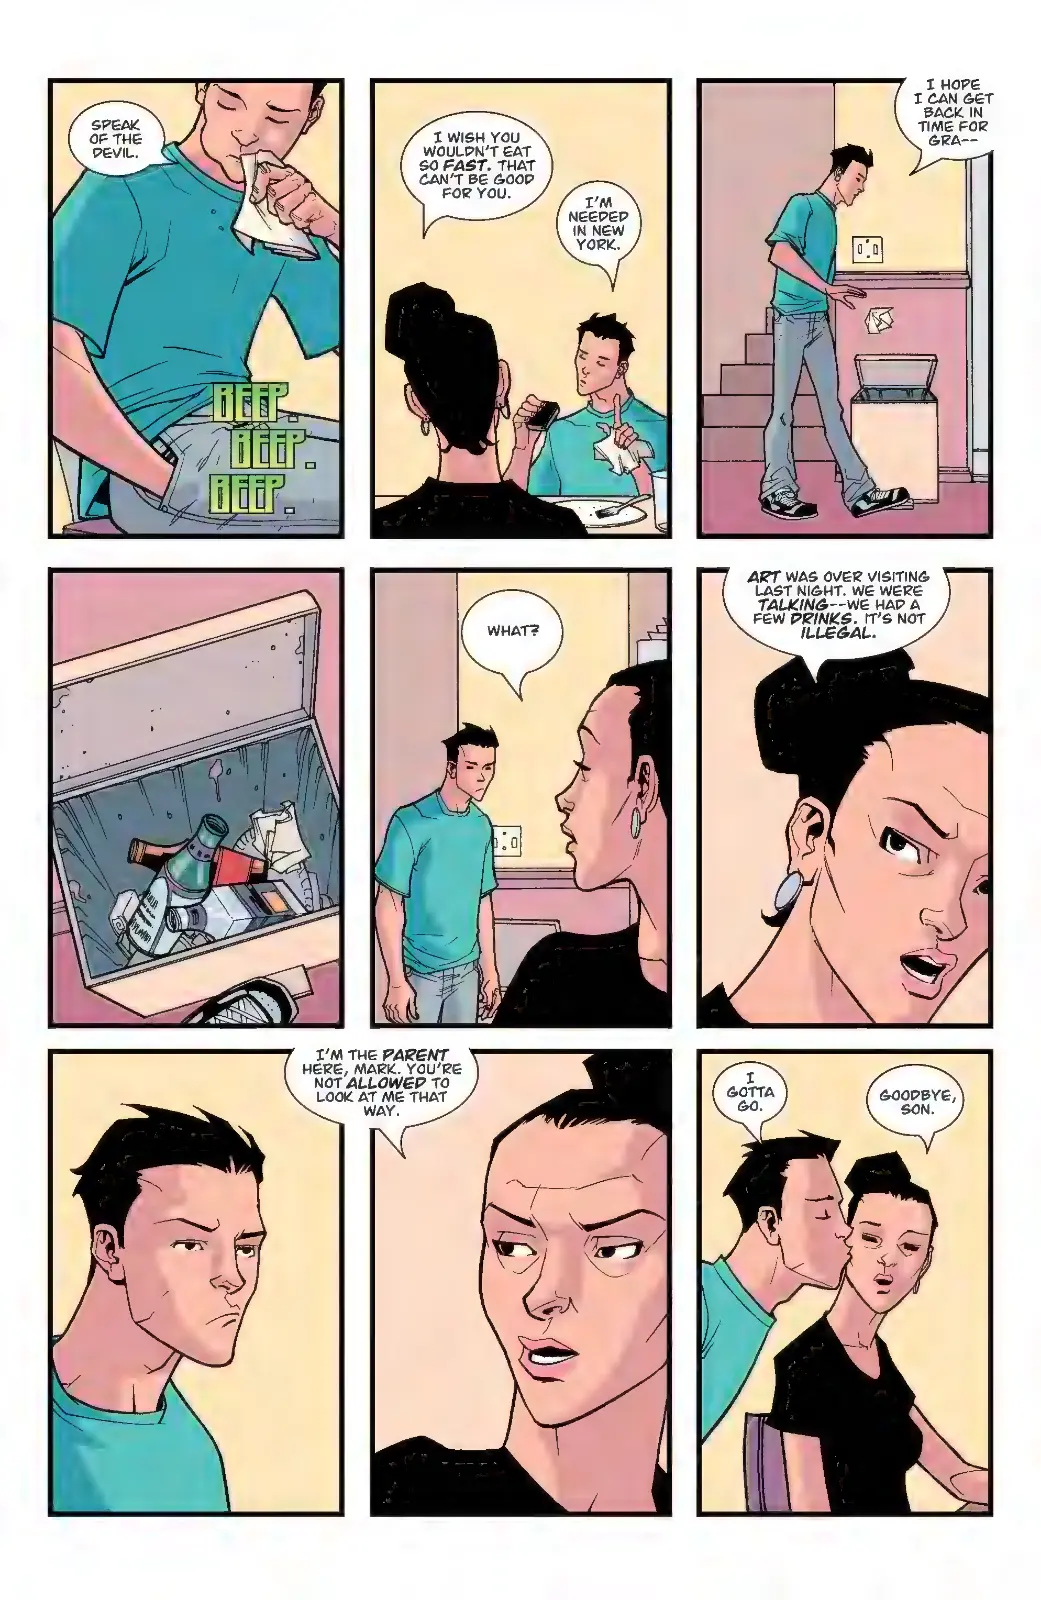 SPEAK
OF THE
DEVIL.
BEEP.
BEEP.
BEEP.
I WISH YOU
WOULDN'T EAT
SO FAST. THAT
CAN'T BE GOOD
FOR YOU.
I'M
NEEDED
IN NEW
YORK.
I HOPE
I CAN GET
BACK IN
TIME FOR
GRA--
WHAT?
ART WAS OVER VISITING
LAST NIGHT. WE WERE
TALKING--WE HAD A
FEW DRINKS. IT'S NOT
ILLEGAL.
I'M THE PARENT
HERE, MARK. YOU'RE
NOT ALLOWED TO
LOOK AT ME THAT
WAY.
I
GOTTA
GO.
GOODBYE,
SON.